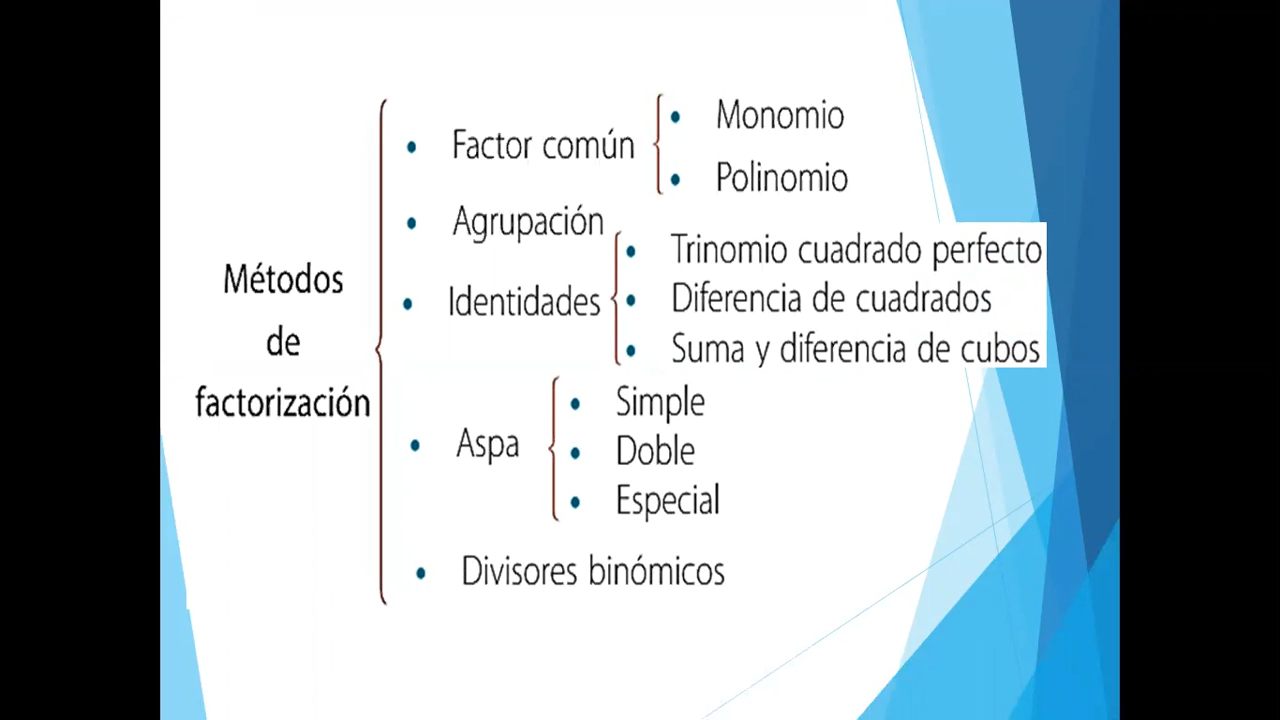 Métodos
de
factorización
• Factor común
• Monomio
• Polinomio
• Agrupación
• Identidades
• Trinomio cuadrado perfecto
• Diferencia de cuadrados
• Suma y diferencia de cubos
• Aspa
• Simple
• Doble
• Especial
• Divisores binómicos